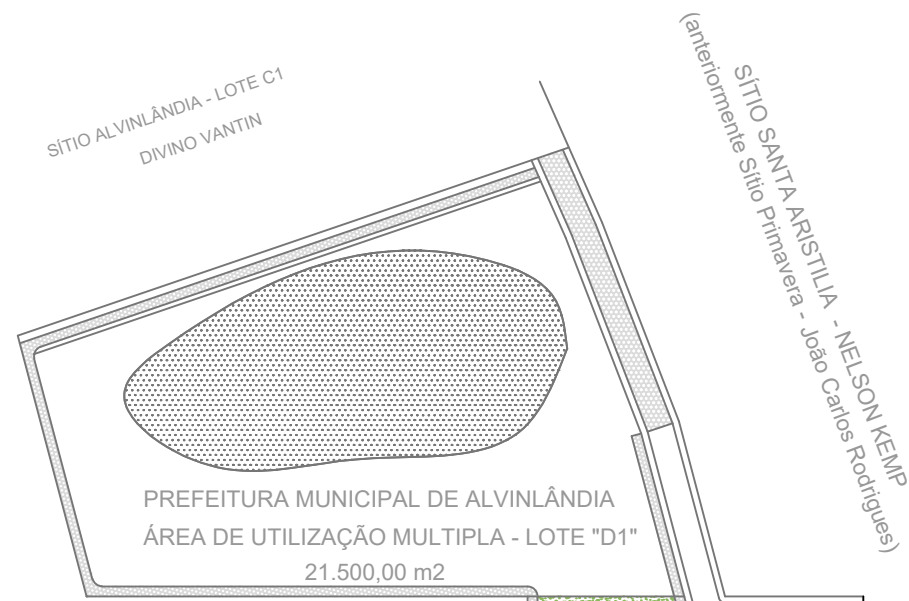 SÍTIO ALVINLÂNDIA - LOTE C1
DIVINO VANTIN
SÍTIO SANTA ARISTILIA - NELSON KEMP
(anteriormente Sítio Primavera - João Carlos Rodrigues)
PREFEITURA MUNICIPAL DE ALVINLÂNDIA
ÁREA DE UTILIZAÇÃO MULTIPLA - LOTE "D1"
21.500,00 m2